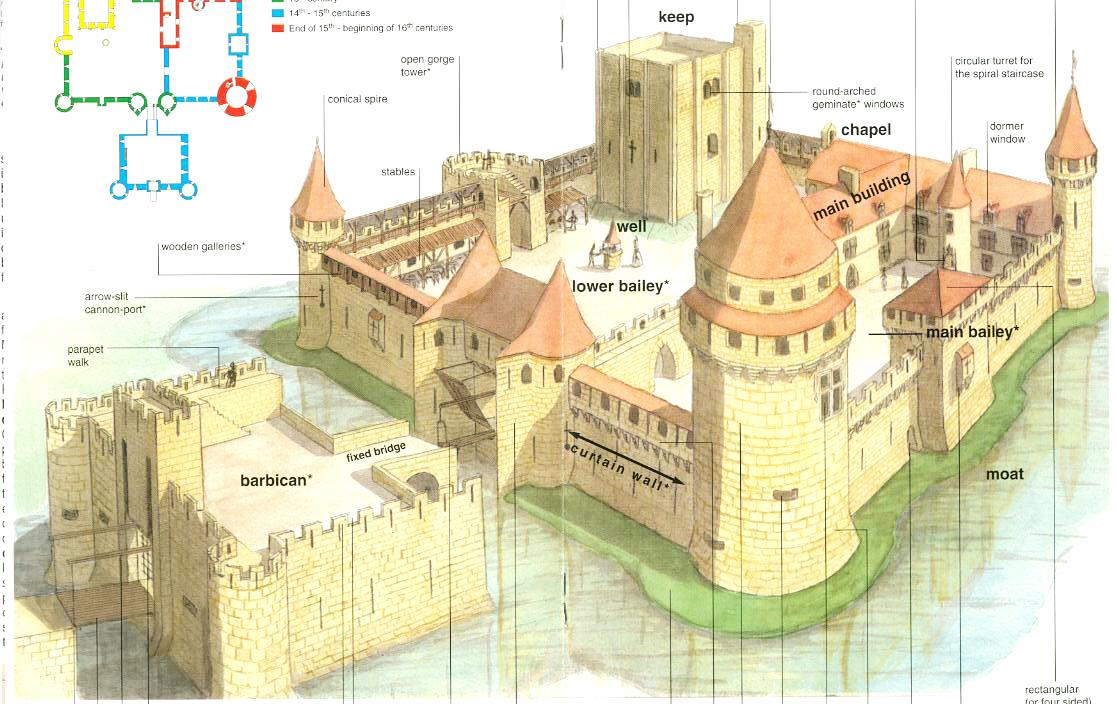 keep
14th - 15th centuries
End of 15th - beginning of 16th centuries
open gorge
tower*
circular turret for
the spiral staircase
conical spire
round-arched
geminate* windows
chapel
dormer
window
stables
main building
well
wooden galleries*
lower bailey*
arrow-slit
cannon-port*
main bailey*
parapet
walk
fixed bridge
curtain wall*
barbican*
moat
rectangular
(or four sided)